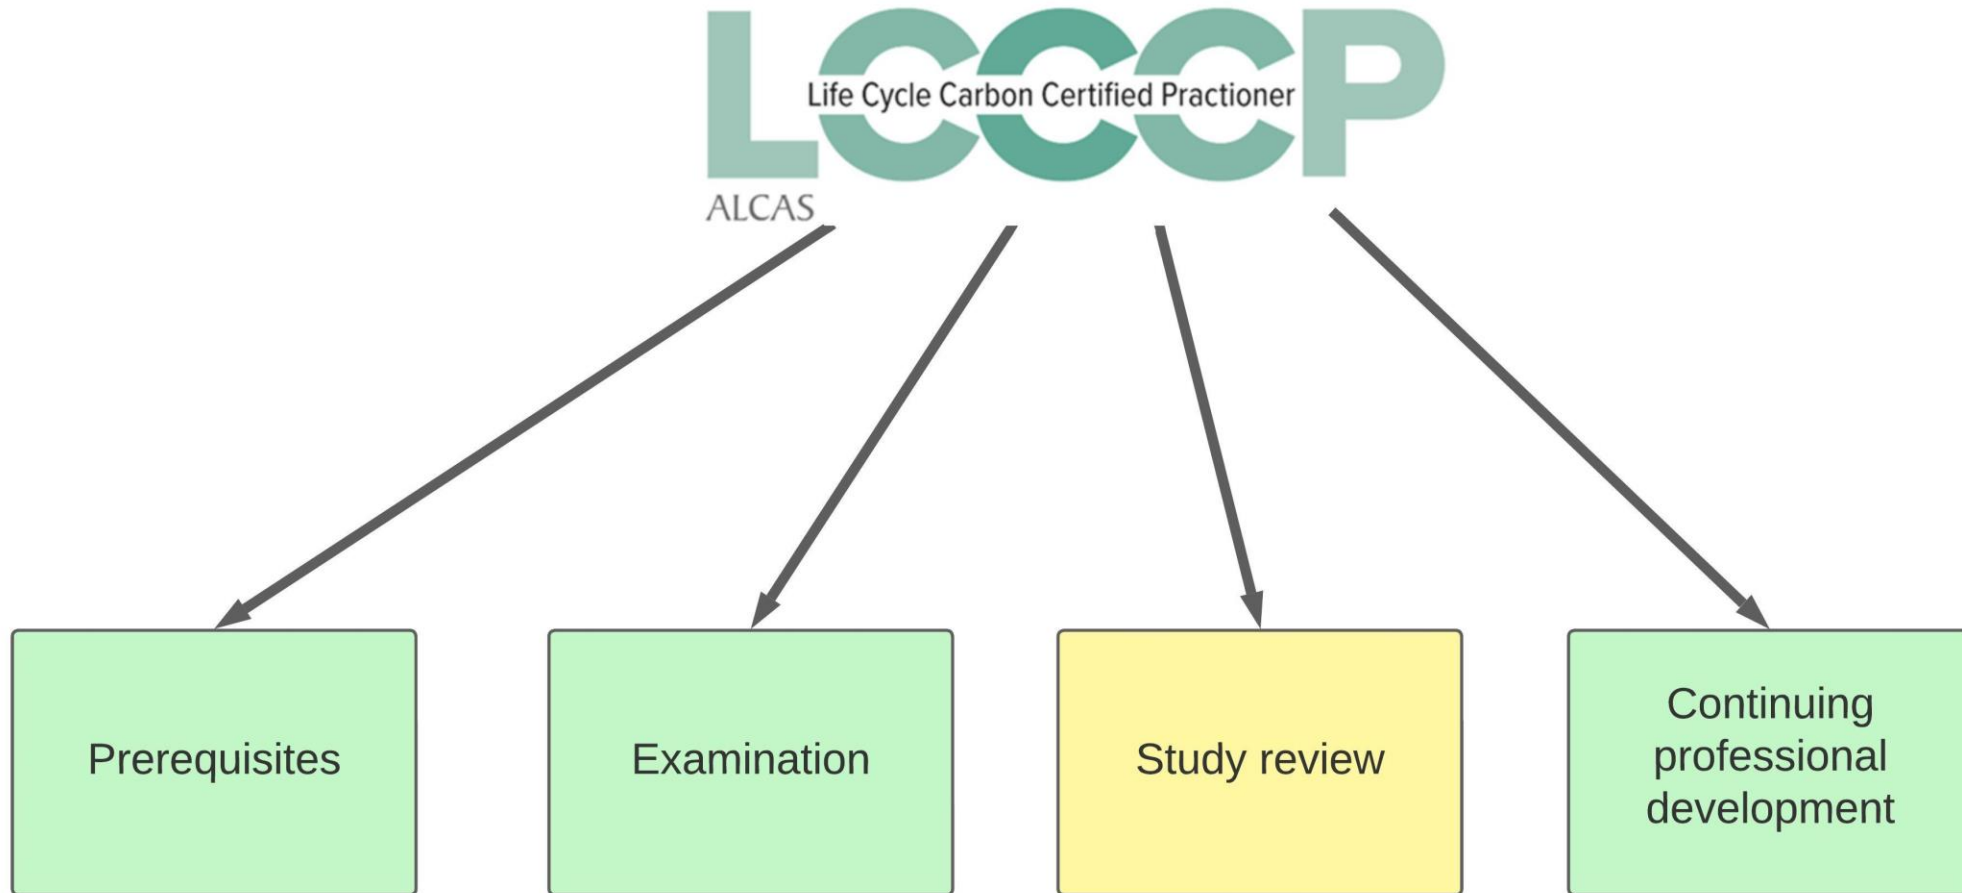 LCCCP
Life Cycle Carbon Certified Practioner
ALCAS
Prerequisites
Examination
Study review
Continuing
professional
development